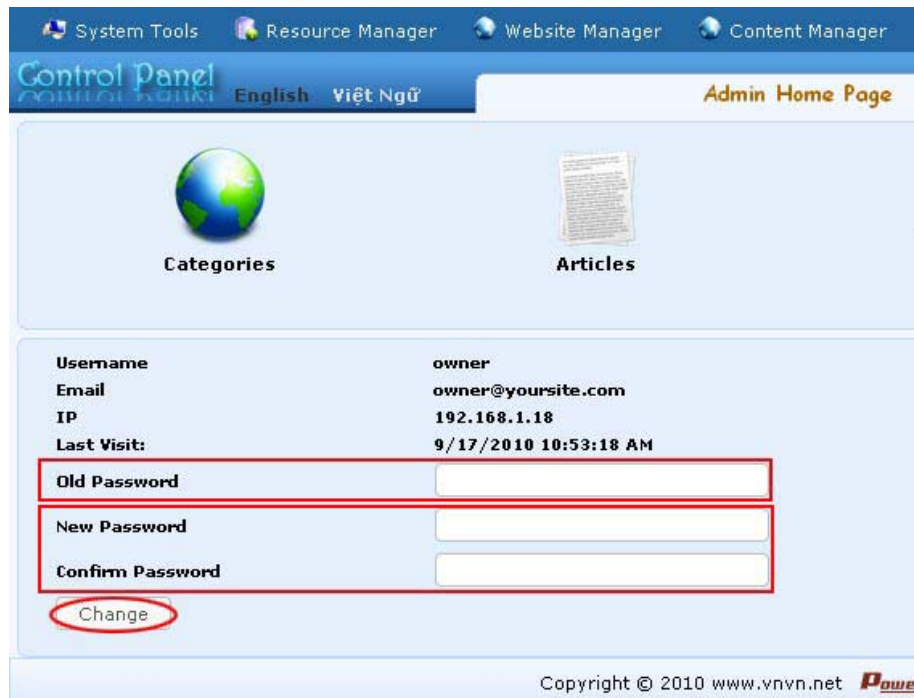 System Tools Resource Manager Website Manager Content Manager
Control Panel English Việt Ngữ Admin Home Page
Categories Articles
Username owner
Email owner@yoursite.com
IP 192.168.1.18
Last Visit: 9/17/2010 10:53:18 AM
Old Password
New Password
Confirm Password
Change
Copyright © 2010 www.vnvn.net Powe